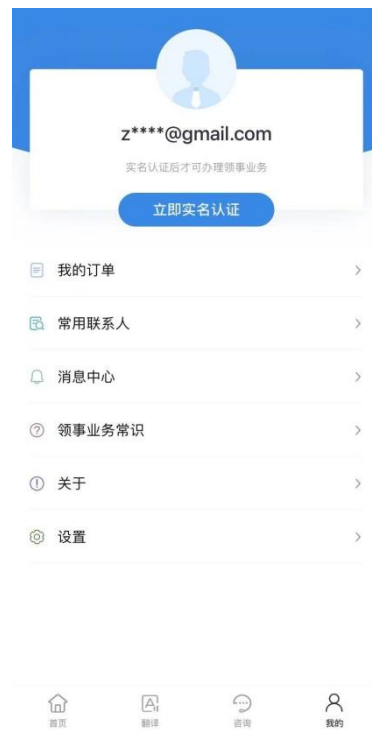 z****@gmail.com
实名认证后才可办理领事业务
立即实名认证
我的订单
常用联系人
消息中心
领事业务常识
关于
设置
首页
翻译
咨询
我的